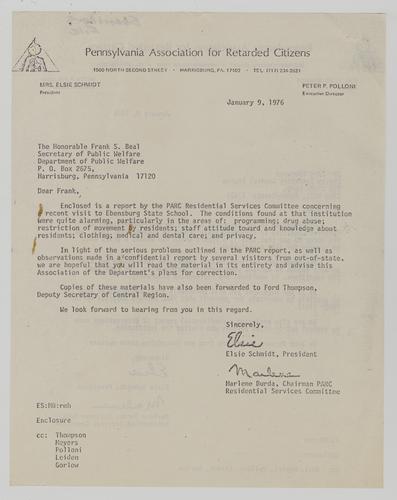 Pennsylvania Association for Retarded Citizens
1500 NORTH SECOND STREET · HARRISBURG, PA. 17102 · TEL: (717) 234-2621
MRS. ELSIE SCHMIDT
President
PETER P. POLLONI
Executive Director
January 9, 1976
The Honorable Frank S. Beal
Secretary of Public Welfare
Department of Public Welfare
P. O. Box 2675,
Harrisburg, Pennsylvania 17120
Dear Frank,
Enclosed is a report by the PARC Residential Services Committee concerning
a recent visit to Ebensburg State School. The conditions found at that institution
were quite alarming, particularly in the areas of: programming; drug abuse;
restriction of movement by residents; staff attitude toward and knowledge about
residents; clothing; medical and dental care; and privacy.
In light of the serious problems outlined in the PARC report, as well as
observations made in a confidential report by several visitors from out-of-state.
we are hopeful that you will read the material in its entirety and advise this
Association of the Department's plans for correction.
Copies of these materials have also been forwarded to Ford Thompson,
Deputy Secretary of Central Region.
We look forward to hearing from you in this regard.
Sincerely,
Elsie
Elsie Schmidt, President
Marlene
Marlene Burda, Chairman PARC
Residential Services Committee
ES:MB:rmh
Enclosure
cc: Thompson
Meyers
Polloni
Leiden
Gorlow